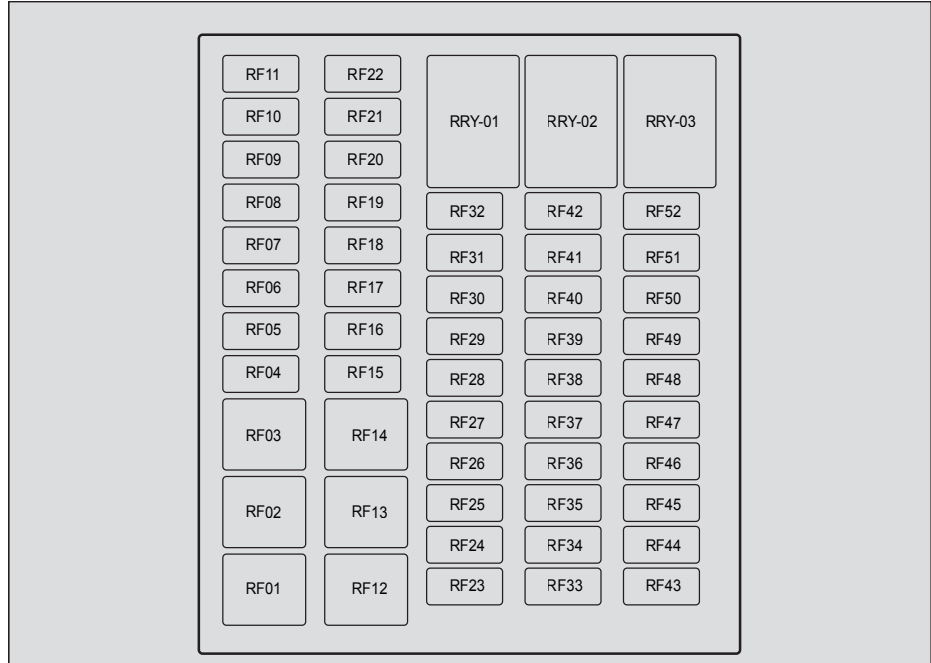 RF11 RF22
RF10 RF21
RRY-01 RRY-02 RRY-03
RF09 RF20
RF08 RF19
RF32 RF42 RF52
RF07 RF18
RF31 RF41 RF51
RF06 RF17
RF30 RF40 RF50
RF05 RF16
RF29 RF39 RF49
RF04 RF15
RF28 RF38 RF48
RF27 RF37 RF47
RF03 RF14
RF26 RF36 RF46
RF25 RF35 RF45
RF02 RF13
RF24 RF34 RF44
RF23 RF33 RF43
RF01 RF12